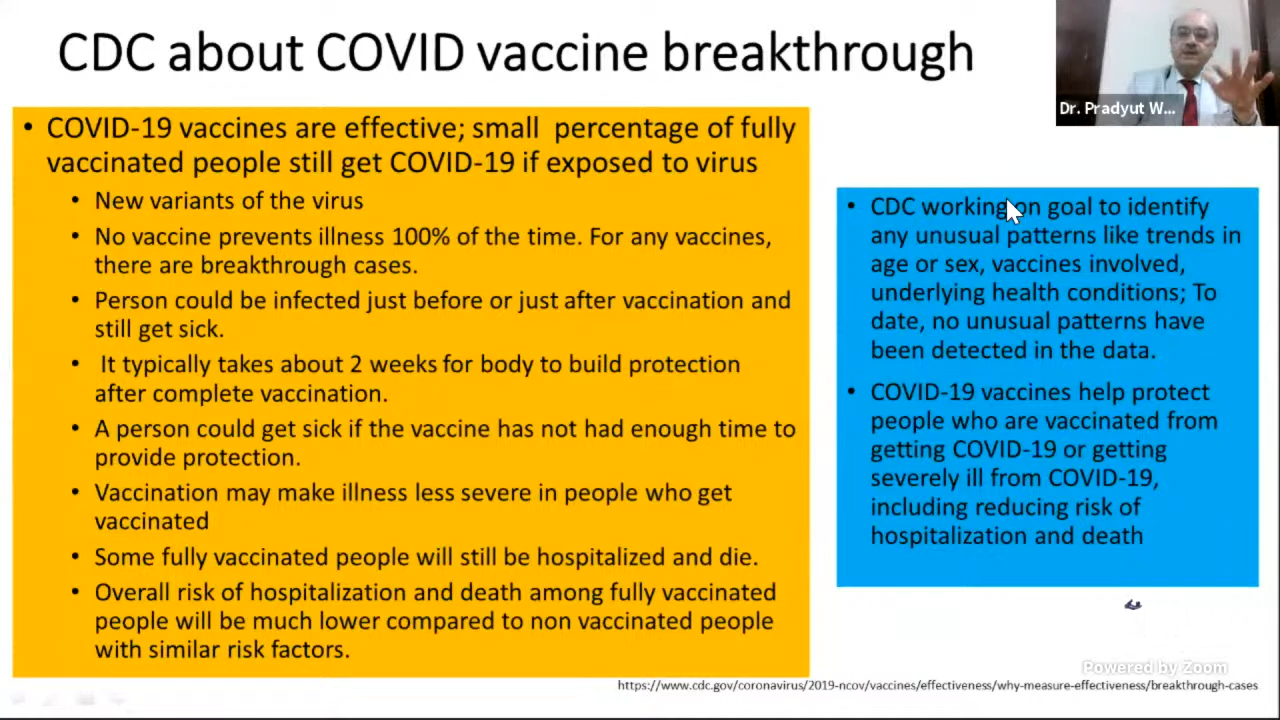 CDC about COVID vaccine breakthrough
Dr. Pradyut W...
• COVID-19 vaccines are effective; small percentage of fully
vaccinated people still get COVID-19 if exposed to virus
• New variants of the virus
• No vaccine prevents illness 100% of the time. For any vaccines,
there are breakthrough cases.
• Person could be infected just before or just after vaccination and
still get sick.
• It typically takes about 2 weeks for body to build protection
after complete vaccination.
• A person could get sick if the vaccine has not had enough time to
provide protection.
• Vaccination may make illness less severe in people who get
vaccinated
• Some fully vaccinated people will still be hospitalized and die.
• Overall risk of hospitalization and death among fully vaccinated
people will be much lower compared to non vaccinated people
with similar risk factors.
• CDC working on goal to identify
any unusual patterns like trends in
age or sex, vaccines involved,
underlying health conditions; To
date, no unusual patterns have
been detected in the data.
• COVID-19 vaccines help protect
people who are vaccinated from
getting COVID-19 or getting
severely ill from COVID-19,
including reducing risk of
hospitalization and death
Powered by Zoom
https://www.cdc.gov/coronavirus/2019-ncov/vaccines/effectiveness/why-measure-effectiveness/breakthrough-cases